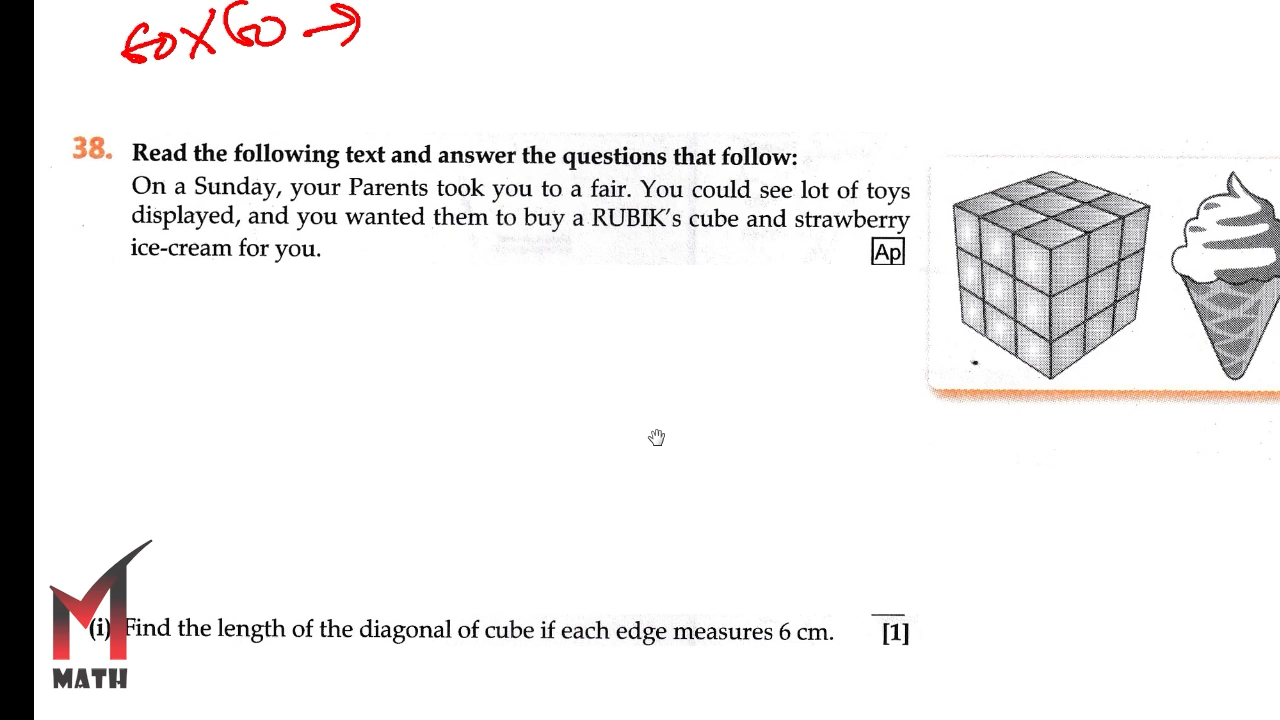 60 X 60 →
38. Read the following text and answer the questions that follow:
On a Sunday, your Parents took you to a fair. You could see lot of toys
displayed, and you wanted them to buy a RUBIK's cube and strawberry
ice-cream for you. Ap
(i) Find the length of the diagonal of cube if each edge measures 6 cm. [1]
MATH